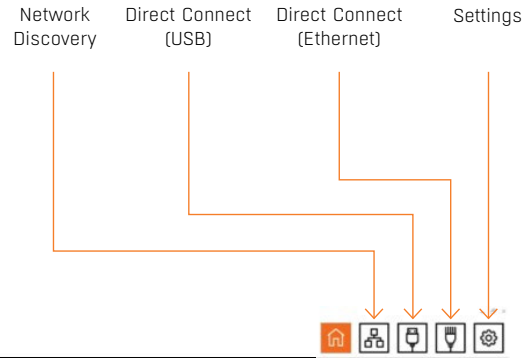 Network
Discovery
Direct Connect
(USB)
Direct Connect
(Ethernet)
Settings